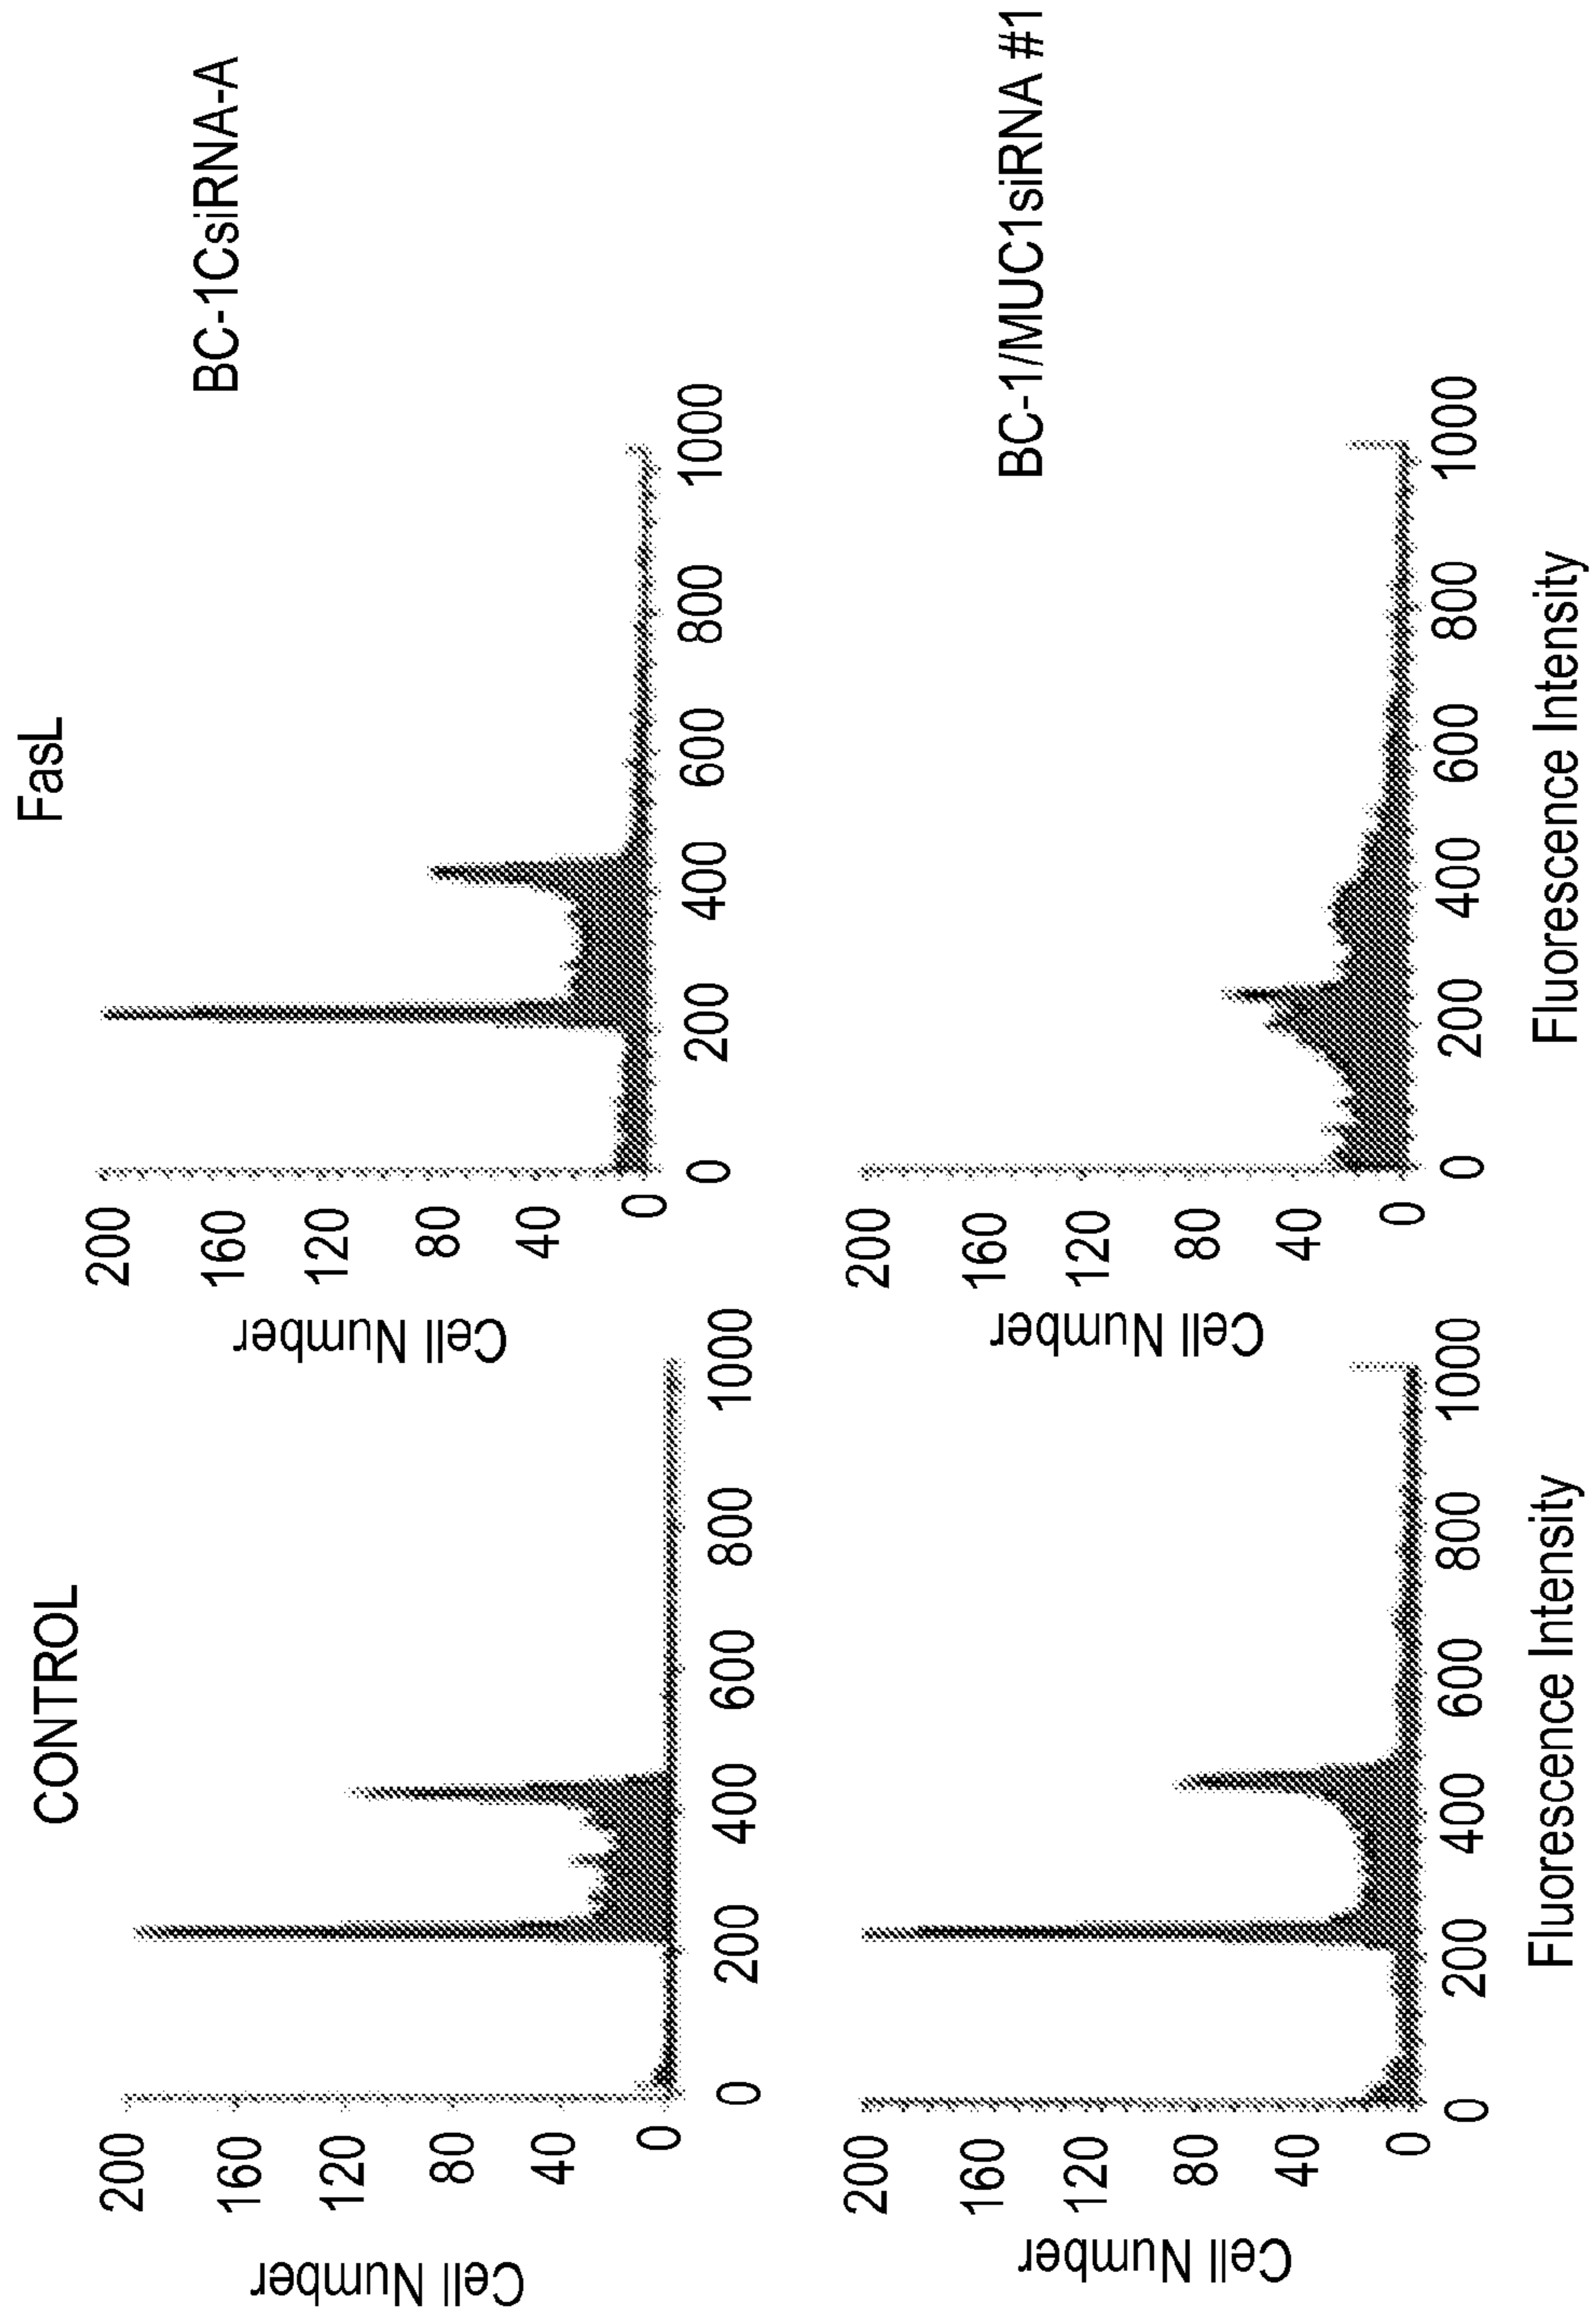 CONTROL
FasL
Cell Number
200
160
120
80
40
0
0 200 400 600 800 1000
Cell Number
200
160
120
80
40
0
0 200 400 600 800 1000
BC-1CsiRNA-A
Cell Number
200
160
120
80
40
0
0 200 400 600 800 1000
Fluorescence Intensity
Cell Number
200
160
120
80
40
0
0 200 400 600 800 1000
Fluorescence Intensity
BC-1/MUC1siRNA #1